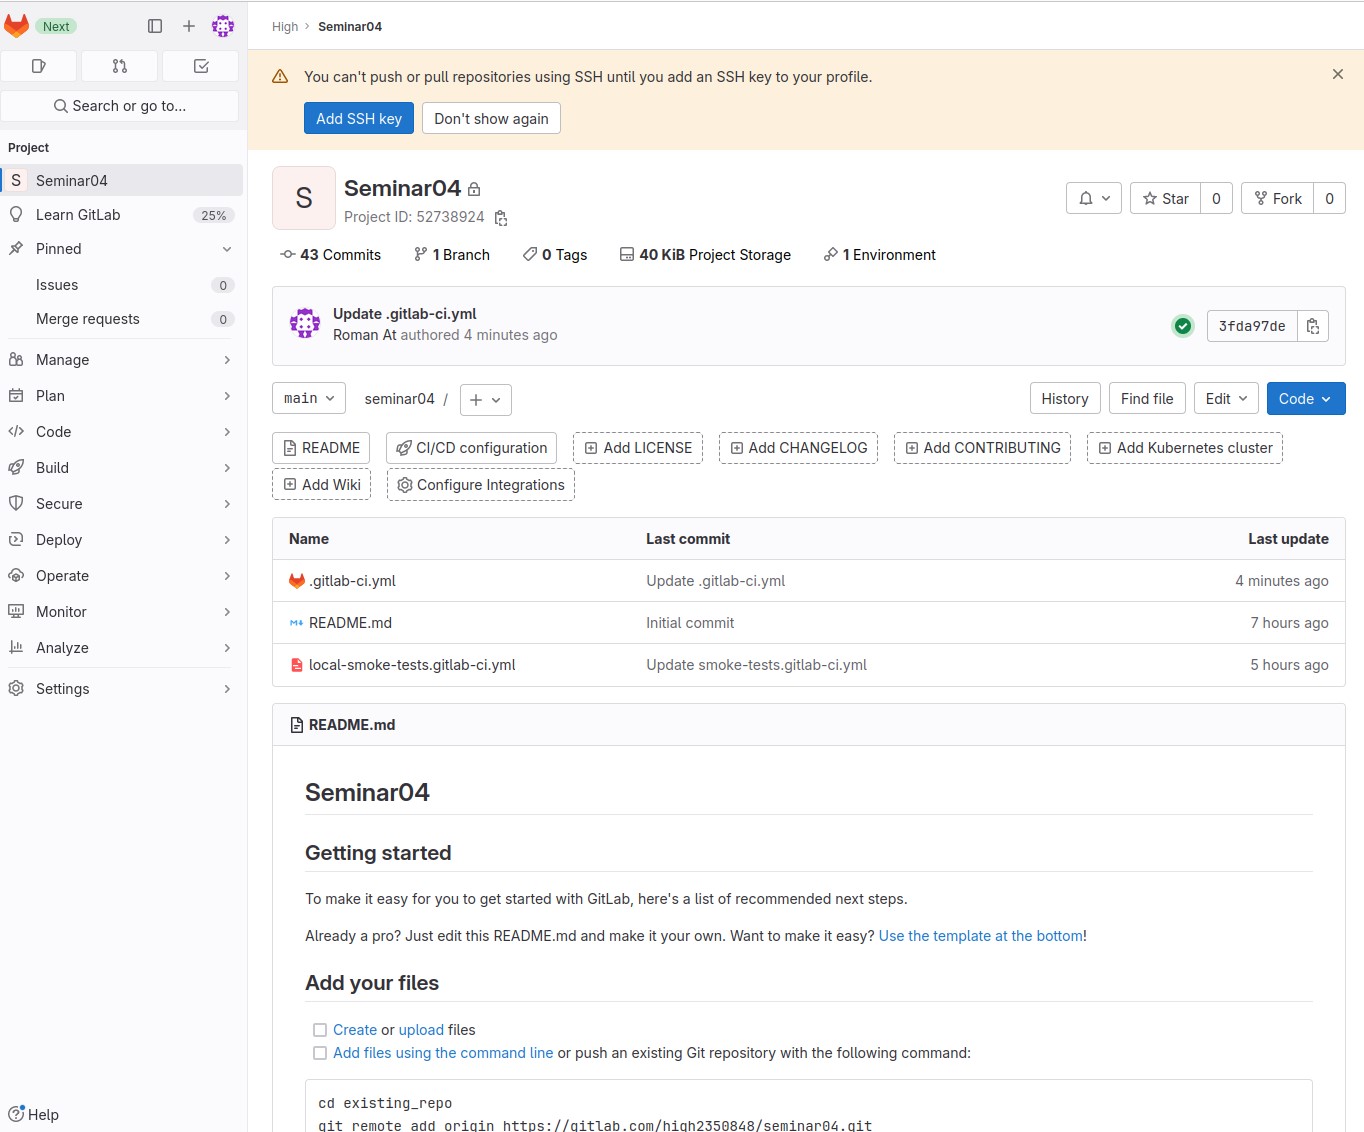 Next
High › Seminar04
Search or go to...
Project
S Seminar04
Learn GitLab 25%
Pinned
Issues 0
Merge requests 0
Manage
Plan
Code
Build
Secure
Deploy
Operate
Monitor
Analyze
Settings
Help
You can't push or pull repositories using SSH until you add an SSH key to your profile.
Add SSH key Don't show again
S
Seminar04
Project ID: 52738924
Star 0 Fork 0
43 Commits 1 Branch 0 Tags 40 KiB Project Storage 1 Environment
Update .gitlab-ci.yml
Roman At authored 4 minutes ago
3fda97de
main seminar04 / +
History Find file Edit Code
README CI/CD configuration Add LICENSE Add CHANGELOG Add CONTRIBUTING Add Kubernetes cluster
Add Wiki Configure Integrations
Name Last commit Last update
.gitlab-ci.yml Update .gitlab-ci.yml 4 minutes ago
README.md Initial commit 7 hours ago
local-smoke-tests.gitlab-ci.yml Update smoke-tests.gitlab-ci.yml 5 hours ago
README.md
Seminar04
Getting started
To make it easy for you to get started with GitLab, here's a list of recommended next steps.
Already a pro? Just edit this README.md and make it your own. Want to make it easy? Use the template at the bottom!
Add your files
Create or upload files
Add files using the command line or push an existing Git repository with the following command:
cd existing_repo
git remote add origin https://gitlab.com/high2350848/seminar04.git